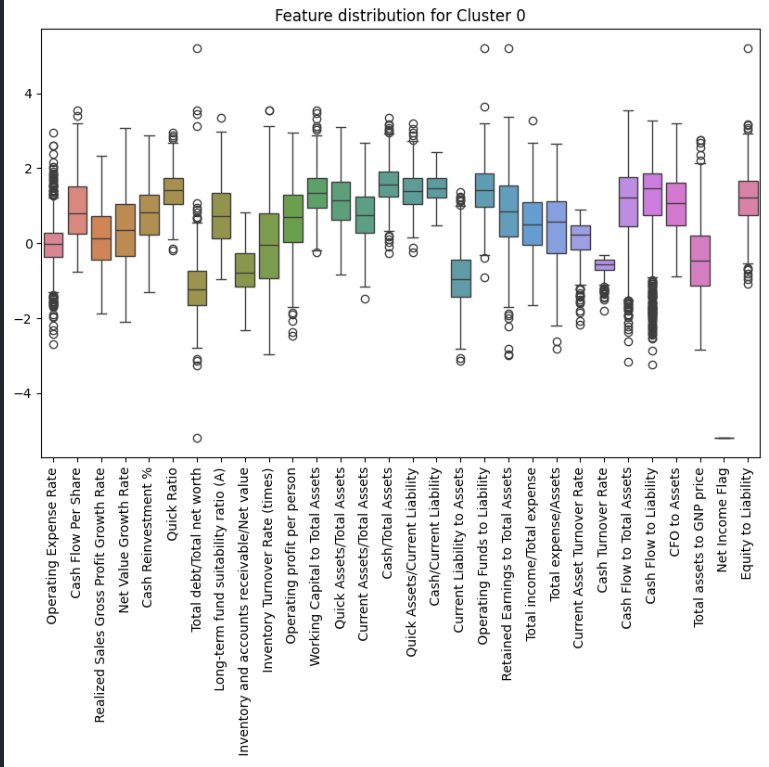 Feature distribution for Cluster 0
4
2
0
−2
−4
Operating Expense Rate
Cash Flow Per Share
Realized Sales Gross Profit Growth Rate
Net Value Growth Rate
Cash Reinvestment %
Quick Ratio
Total debt/Total net worth
Long-term fund suitability ratio (A)
Inventory and accounts receivable/Net value
Inventory Turnover Rate (times)
Operating profit per person
Working Capital to Total Assets
Quick Assets/Total Assets
Current Assets/Total Assets
Cash/Total Assets
Quick Assets/Current Liability
Cash/Current Liability
Current Liability to Assets
Operating Funds to Liability
Retained Earnings to Total Assets
Total income/Total expense
Total expense/Assets
Current Asset Turnover Rate
Cash Turnover Rate
Cash Flow to Total Assets
Cash Flow to Liability
CFO to Assets
Total assets to GNP price
Net Income Flag
Equity to Liability